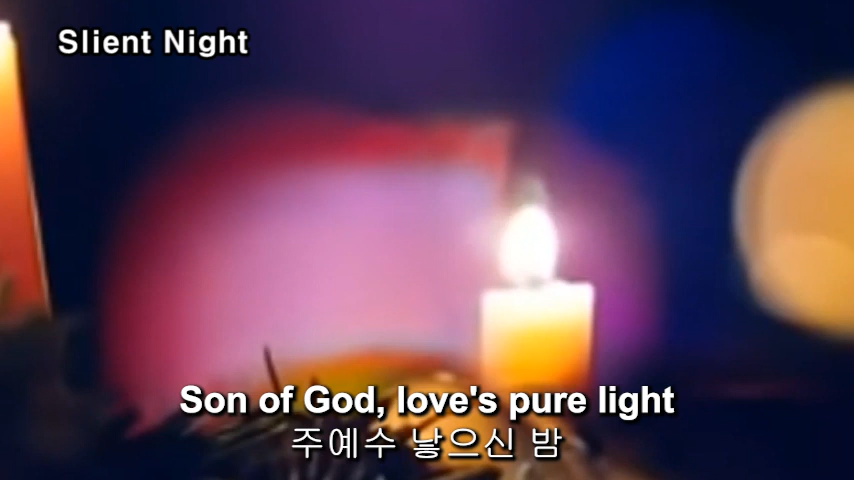 Slient Night
Son of God, love's pure light
주예수 낳으신 밤